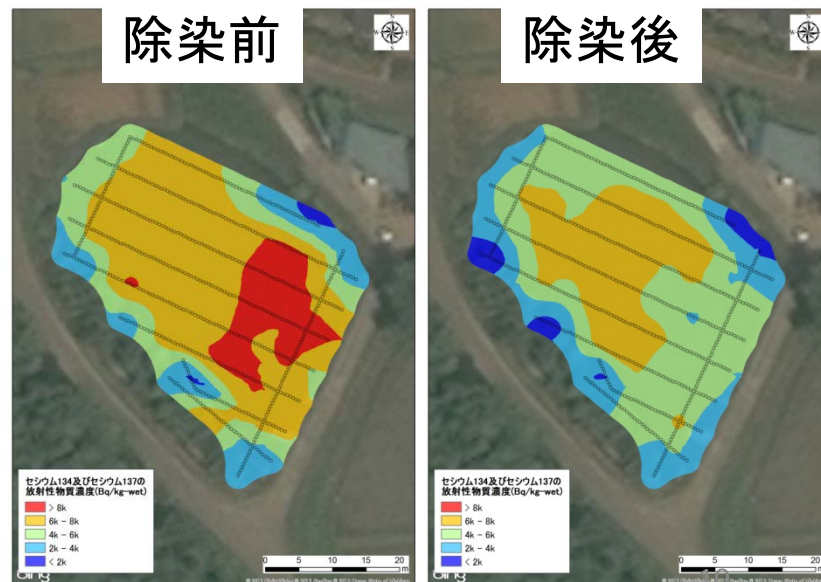 除染前
N
W
E
S
セシウム134及びセシウム137の
放射性物質濃度(Bq/kg-wet)
> 8k
6k - 8k
4k - 6k
2k - 4k
< 2k
bing
0 5 10 15 20
m
除染後
N
W
E
S
セシウム134及びセシウム137の
放射性物質濃度(Bq/kg-wet)
> 8k
6k - 8k
4k - 6k
2k - 4k
< 2k
bing
0 5 10 15 20
m